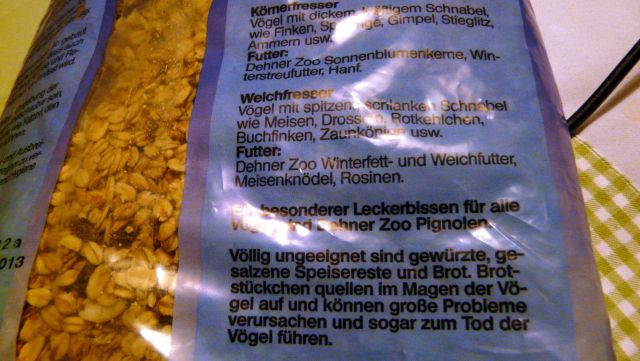 Körnerfresser
Vögel mit dickem, kräftigem Schnabel
wie Finken, Sperlinge, Gimpel, Stieglitz,
Ammern usw.
Futter:
Dehner Zoo Sonnenblumenkerne, Win-
terstreufutter, Hanf.
Weichfresser
Vögel mit spitzem, schlanken Schnabel
wie Meisen, Drosseln, Rotkehlchen,
Buchfinken, Zaunkönige usw.
Futter:
Dehner Zoo Winterfett- und Weichfutter,
Meisenknödel, Rosinen.
Ein besonderer Leckerbissen für alle
Vögel sind Dehner Zoo Pignolen.
Völlig ungeeignet sind gewürzte, ge-
salzene Speisereste und Brot. Brot-
stückchen quellen im Magen der Vö-
gel auf und können große Probleme
verursachen und sogar zum Tod der
Vögel führen.